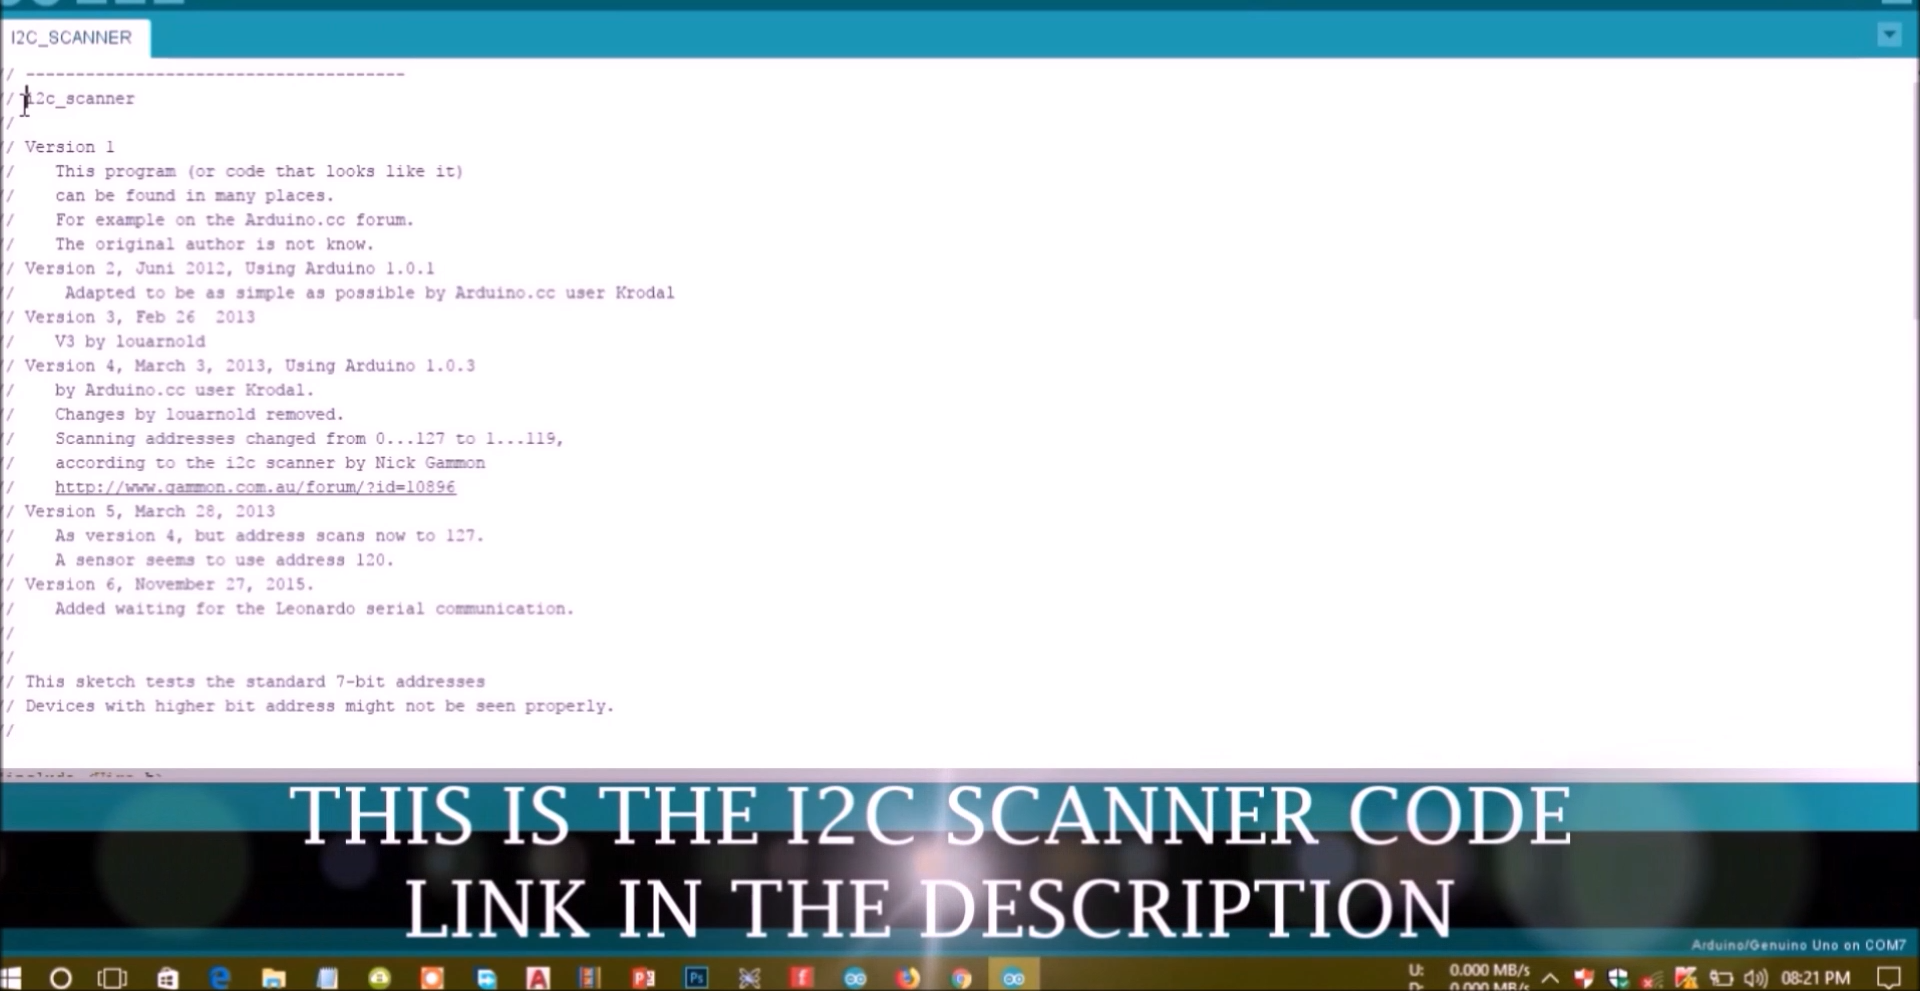 I2C_SCANNER
// --------------------------------------
// i2c_scanner
//
// Version 1
//    This program (or code that looks like it)
//    can be found in many places.
//    For example on the Arduino.cc forum.
//    The original author is not know.
// Version 2, Juni 2012, Using Arduino 1.0.1
//     Adapted to be as simple as possible by Arduino.cc user Krodal
// Version 3, Feb 26  2013
//    V3 by louarnold
// Version 4, March 3, 2013, Using Arduino 1.0.3
//    by Arduino.cc user Krodal.
//    Changes by louarnold removed.
//    Scanning addresses changed from 0...127 to 1...119,
//    according to the i2c scanner by Nick Gammon
//    http://www.gammon.com.au/forum/?id=10896
// Version 5, March 28, 2013
//    As version 4, but address scans now to 127.
//    A sensor seems to use address 120.
// Version 6, November 27, 2015.
//    Added waiting for the Leonardo serial communication.
//
//
// This sketch tests the standard 7-bit addresses
// Devices with higher bit address might not be seen properly.
//
THIS IS THE I2C SCANNER CODE
LINK IN THE DESCRIPTION
Arduino/Genuino Uno on COM7
U: 0.000 MB/s
D: 0.000 MB/s
08:21 PM